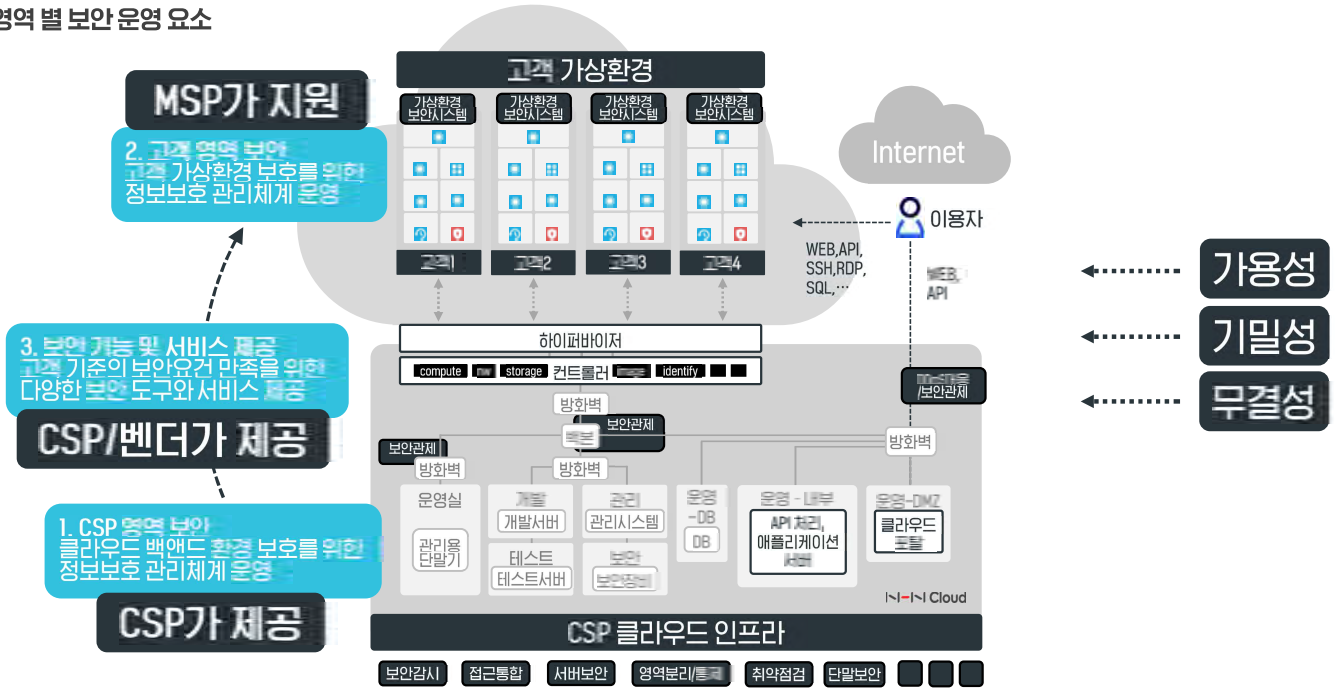 영역 별 보안 운영 요소
고객 가상환경
MSP가 지원
가상환경
보안시스템
가상환경
보안시스템
가상환경
보안시스템
가상환경
보안시스템
2. 고객 영역 보안
고객 가상환경 보호를 위한
정보보호 관리체계 운영
Internet
이용자
고객1
고객2
고객3
고객4
WEB,API,
SSH,RDP,
SQL,…
WEB,
API
가용성
기밀성
무결성
3. 보안 기능 및 서비스 제공
고객 기준의 보안요건 만족을 위한
다양한 보안 도구와 서비스 제공
CSP/벤더가 제공
하이퍼바이저
compute nw storage 컨트롤러 image identify
/보안관제
방화벽
보안관제
백본
보안관제
방화벽
방화벽
방화벽
운영실
관리용
단말기
개발
개발서버
테스트
테스트서버
관리
관리시스템
보안
보안장비
운영
-DB
DB
운영 - 내부
API 처리,
애플리케이션
서버
운영-DMZ
클라우드
포탈
1. CSP 영역 보안
클라우드 백앤드 환경 보호를 위한
정보보호 관리체계 운영
CSP가 제공
NHN Cloud
CSP 클라우드 인프라
보안감시
접근통합
서버보안
영역분리/통제
취약점검
단말보안